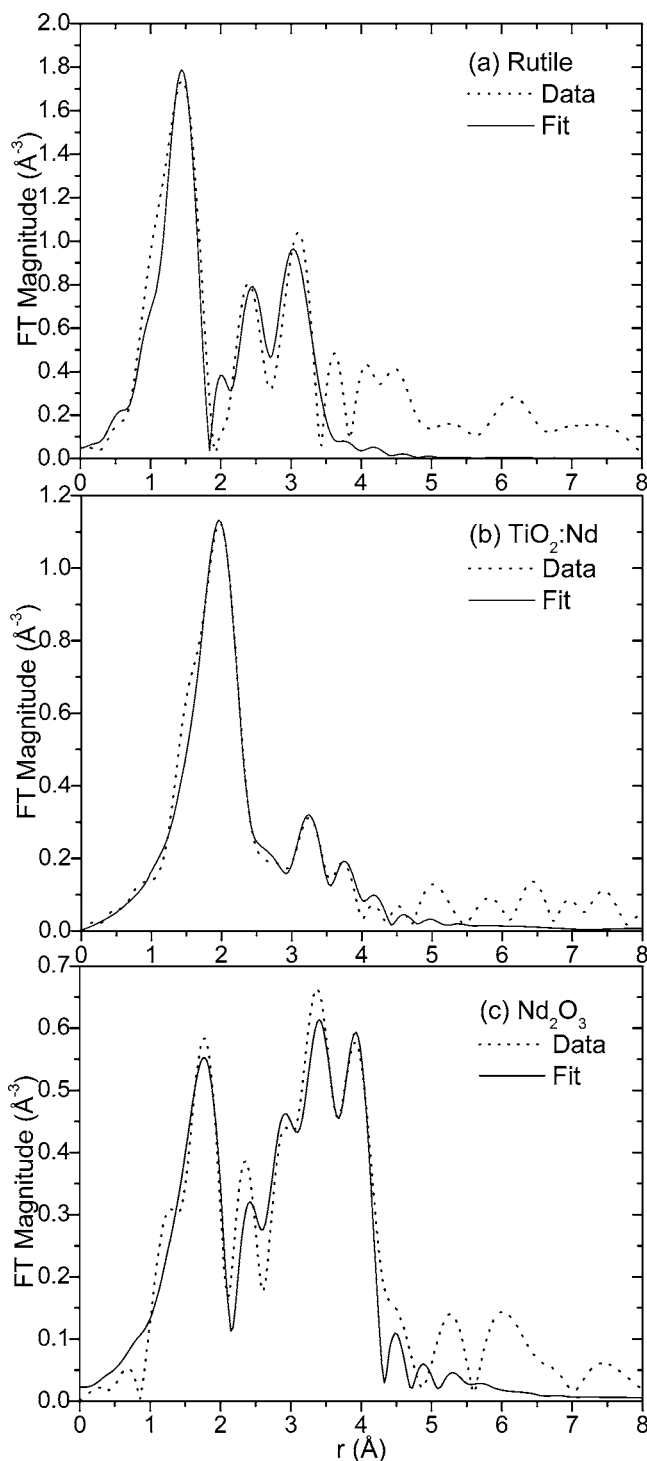 2.0
1.8
1.6
1.4
1.2
1.0
0.8
0.6
0.4
0.2
0.0
FT Magnitude (Å⁻³)
(a) Rutile
Data
Fit
0 1 2 3 4 5 6 7 8
1.2
1.0
0.8
0.6
0.4
0.2
0.0
FT Magnitude (Å⁻³)
(b) TiO₂:Nd
Data
Fit
0 1 2 3 4 5 6 7 8
0.7
0.6
0.5
0.4
0.3
0.2
0.1
0.0
FT Magnitude (Å⁻³)
(c) Nd₂O₃
Data
Fit
0 1 2 3 4 5 6 7 8
r (Å)